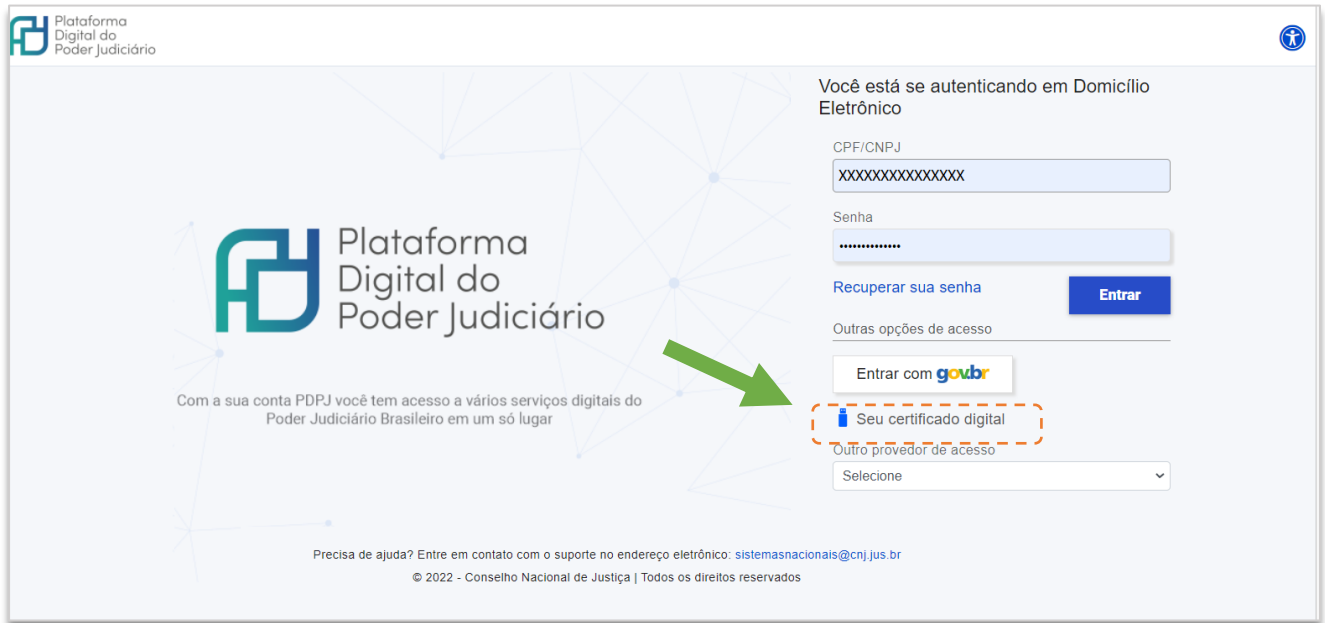 Plataforma
Digital do
Poder Judiciário
Você está se autenticando em Domicílio
Eletrônico
CPF/CNPJ
XXXXXXXXXXXXXXX
Senha
••••••••••••••
Recuperar sua senha
Entrar
Outras opções de acesso
Entrar com gov.br
Seu certificado digital
Outro provedor de acesso
Selecione
Plataforma
Digital do
Poder Judiciário
Com a sua conta PDPJ você tem acesso a vários serviços digitais do
Poder Judiciário Brasileiro em um só lugar
Precisa de ajuda? Entre em contato com o suporte no endereço eletrônico: sistemasnacionais@cnj.jus.br
© 2022 - Conselho Nacional de Justiça | Todos os direitos reservados